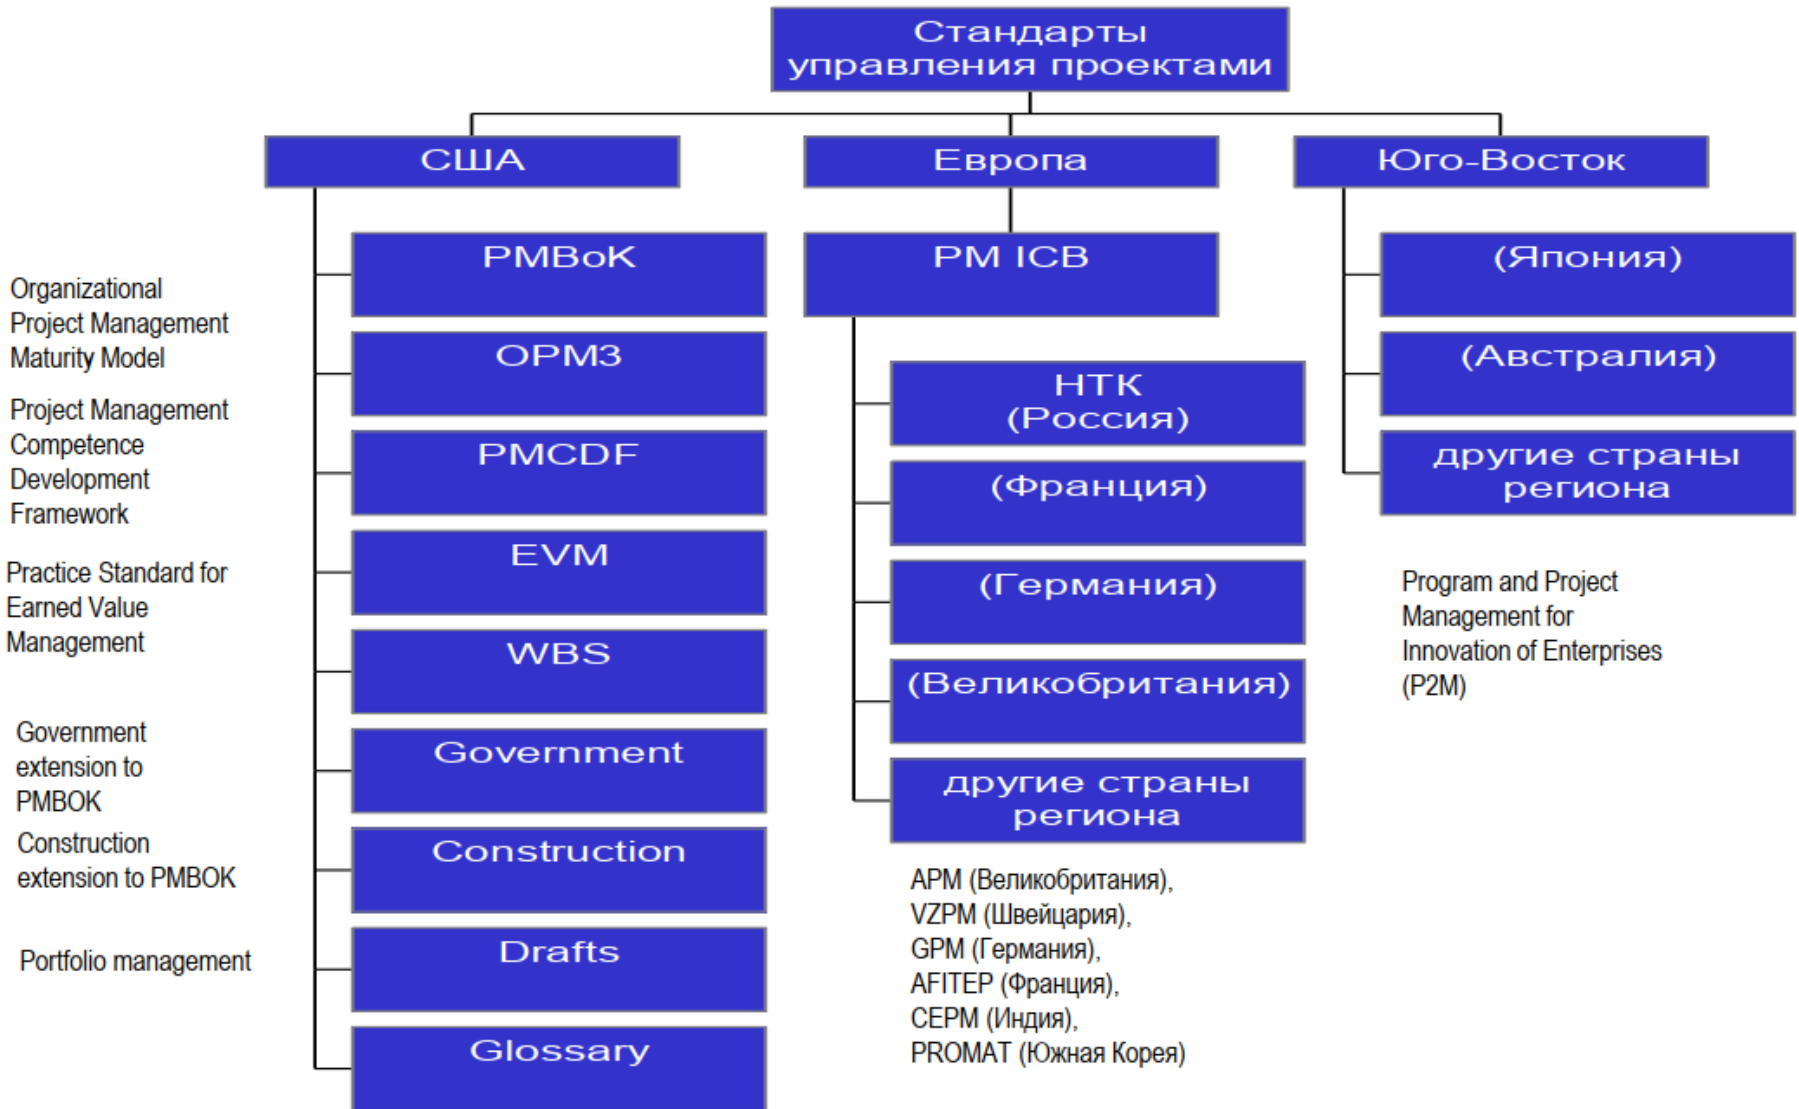 Стандарты
управления проектами
США
Европа
Юго-Восток
Organizational
Project Management
Maturity Model
Project Management
Competence
Development
Framework
Practice Standard for
Earned Value
Management
Government
extension to
PMBOK
Construction
extension to PMBOK
Portfolio management
PMBoK
OPM3
PMCDF
EVM
WBS
Government
Construction
Drafts
Glossary
PM ICB
НТК
(Россия)
(Франция)
(Германия)
(Великобритания)
другие страны
региона
APM (Великобритания),
VZPM (Швейцария),
GPM (Германия),
AFITEP (Франция),
CEPM (Индия),
PROMAT (Южная Корея)
(Япония)
(Австралия)
другие страны
региона
Program and Project
Management for
Innovation of Enterprises
(P2M)